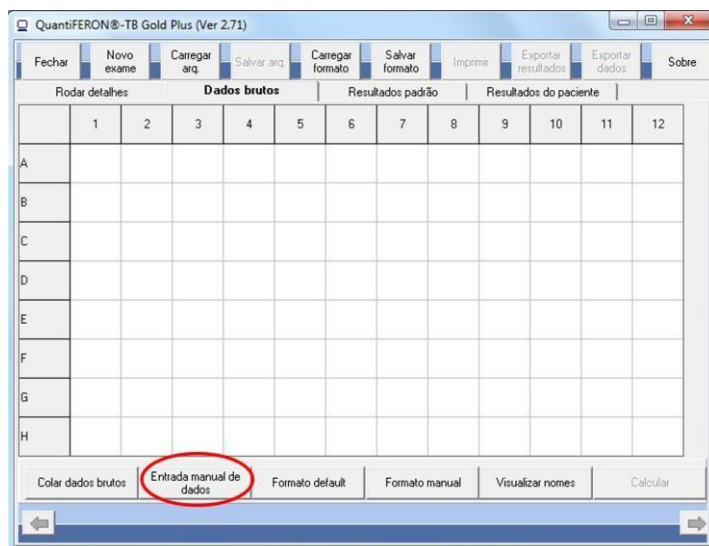 QuantiFERON®-TB Gold Plus (Ver 2.71)
Fechar Novo exame Carregar arq. Salvar arq. Carregar formato Salvar formato Imprimir Exportar resultados Exportar dados Sobre
Rodar detalhes Dados brutos Resultados padrão Resultados do paciente
1 2 3 4 5 6 7 8 9 10 11 12
A
B
C
D
E
F
G
H
Colar dados brutos Entrada manual de dados Formato default Formato manual Visualizar nomes Calcular